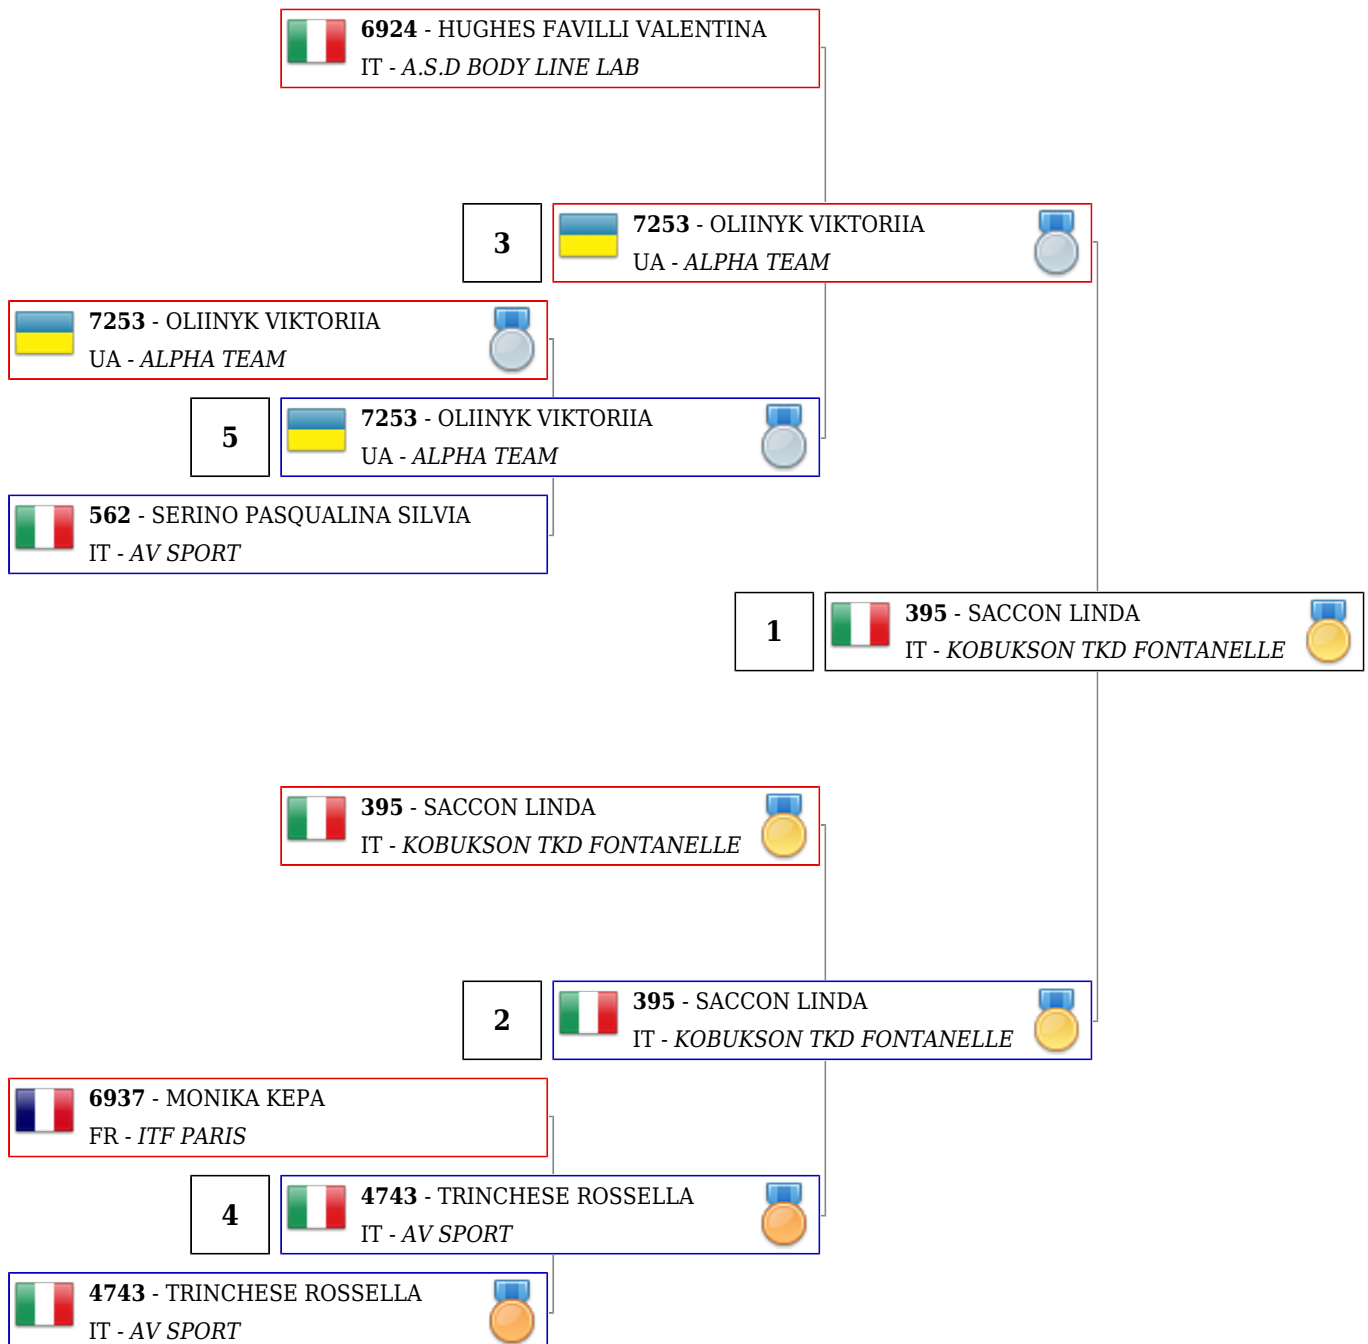 6924 - HUGHES FAVILLI VALENTINA
IT - A.S.D BODY LINE LAB
3
7253 - OLIINYK VIKTORIIA
UA - ALPHA TEAM
7253 - OLIINYK VIKTORIIA
UA - ALPHA TEAM
5
7253 - OLIINYK VIKTORIIA
UA - ALPHA TEAM
562 - SERINO PASQUALINA SILVIA
IT - AV SPORT
1
395 - SACCON LINDA
IT - KOBUKSON TKD FONTANELLE
395 - SACCON LINDA
IT - KOBUKSON TKD FONTANELLE
2
395 - SACCON LINDA
IT - KOBUKSON TKD FONTANELLE
6937 - MONIKA KEPA
FR - ITF PARIS
4
4743 - TRINCHESE ROSSELLA
IT - AV SPORT
4743 - TRINCHESE ROSSELLA
IT - AV SPORT